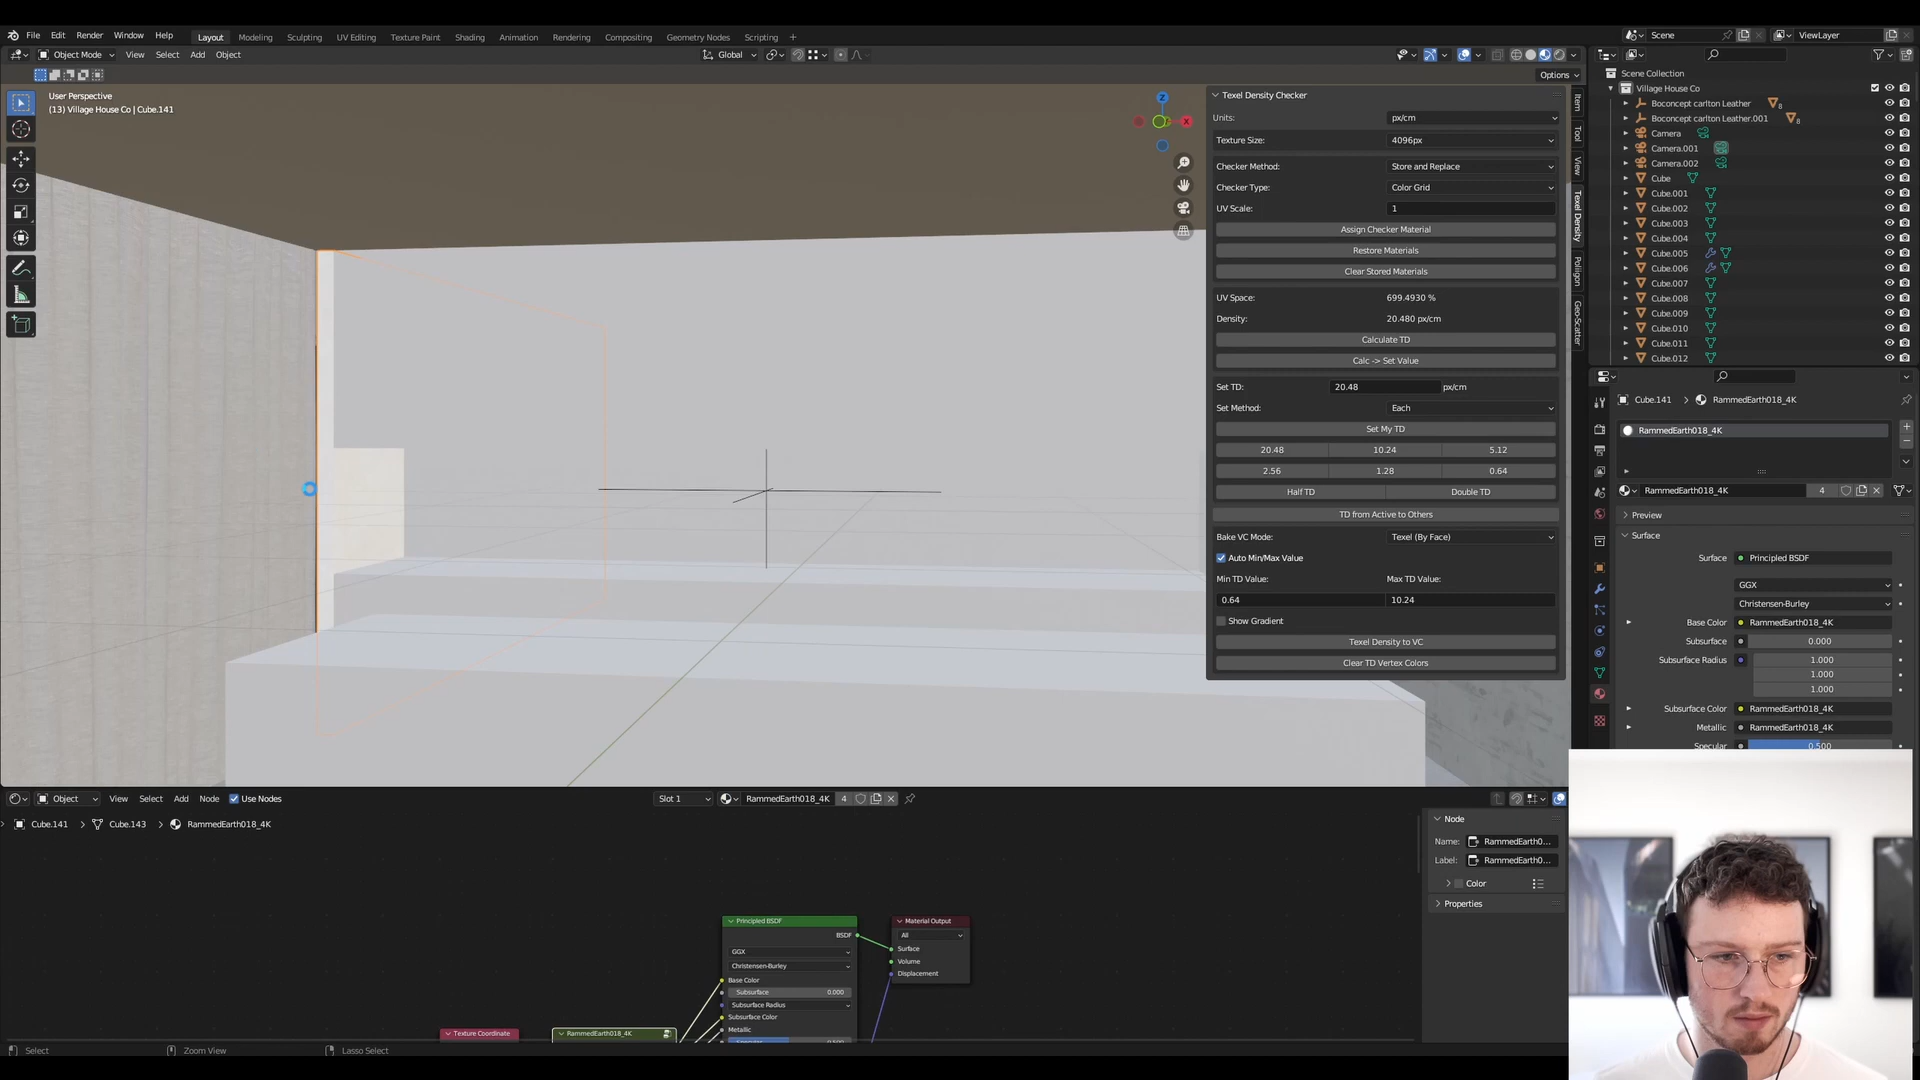 File Edit Render Window Help Layout Modeling Sculpting UV Editing Texture Paint Shading Animation Rendering Compositing Geometry Nodes Scripting + Scene ViewLayer
Object Mode View Select Add Object Global
Options
User Perspective
(13) Village House Co | Cube.141
Z
X
Texel Density Checker
Units: px/cm
Texture Size: 4096px
Checker Method: Store and Replace
Checker Type: Color Grid
UV Scale: 1
Assign Checker Material
Restore Materials
Clear Stored Materials
UV Space: 699.4930 %
Density: 20.480 px/cm
Calculate TD
Calc -> Set Value
Set TD: 20.48 px/cm
Set Method: Each
Set My TD
20.48 10.24 5.12
2.56 1.28 0.64
Half TD Double TD
TD from Active to Others
Bake VC Mode: Texel (By Face)
Auto Min/Max Value
Min TD Value: Max TD Value:
0.64 10.24
Show Gradient
Texel Density to VC
Clear TD Vertex Colors
Item
Tool
View
Texel Density
Poliigon
Geo-Scatter
Scene Collection
Village House Co
Boconcept carlton Leather 8
Boconcept carlton Leather.001 8
Camera
Camera.001
Camera.002
Cube
Cube.001
Cube.002
Cube.003
Cube.004
Cube.005
Cube.006
Cube.007
Cube.008
Cube.009
Cube.010
Cube.011
Cube.012
Cube.141 RammedEarth018_4K
RammedEarth018_4K
RammedEarth018_4K 4
Preview
Surface
Surface Principled BSDF
GGX
Christensen-Burley
Base Color RammedEarth018_4K
Subsurface 0.000
Subsurface Radius 1.000
1.000
1.000
Subsurface Color RammedEarth018_4K
Metallic RammedEarth018_4K
Specular 0.500
Object View Select Add Node Use Nodes Slot 1 RammedEarth018_4K 4
Cube.141 Cube.143 RammedEarth018_4K
Node
Name: RammedEarth0...
Label: RammedEarth0...
Color
Properties
Principled BSDF
BSDF
GGX
Christensen-Burley
Base Color
Subsurface 0.000
Subsurface Radius
Subsurface Color
Metallic
Material Output
All
Surface
Volume
Displacement
Texture Coordinate RammedEarth018_4K
Select Zoom View Lasso Select